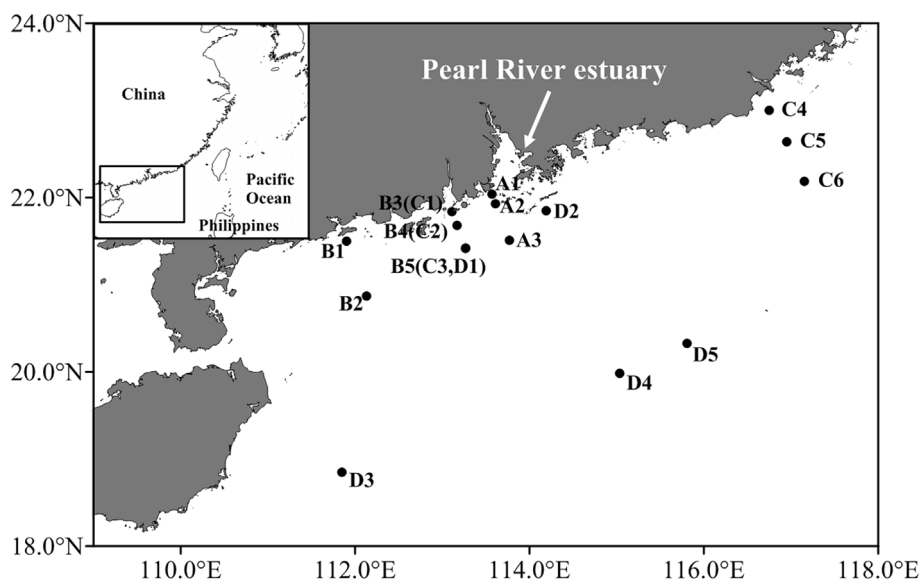 24.0°N
China
Pearl River estuary
C4
C5
C6
Pacific
Ocean
Philippines
22.0°N
A1
B3(C1)
A2
D2
B4(C2)
A3
B1
B5(C3,D1)
B2
D5
20.0°N
D4
D3
18.0°N
110.0°E
112.0°E
114.0°E
116.0°E
118.0°E